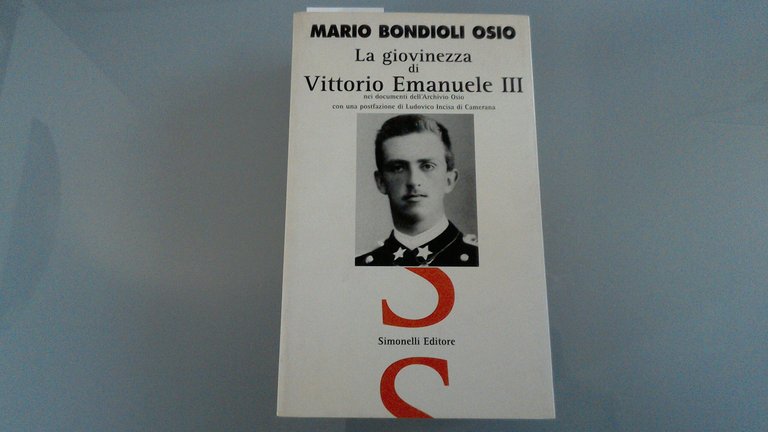 MARIO BONDIOLI OSIO
La giovinezza
di
Vittorio Emanuele III
nei documenti dell'Archivio Osio
con una postfazione di Ludovico Incisa di Camerana
S
Simonelli Editore
S